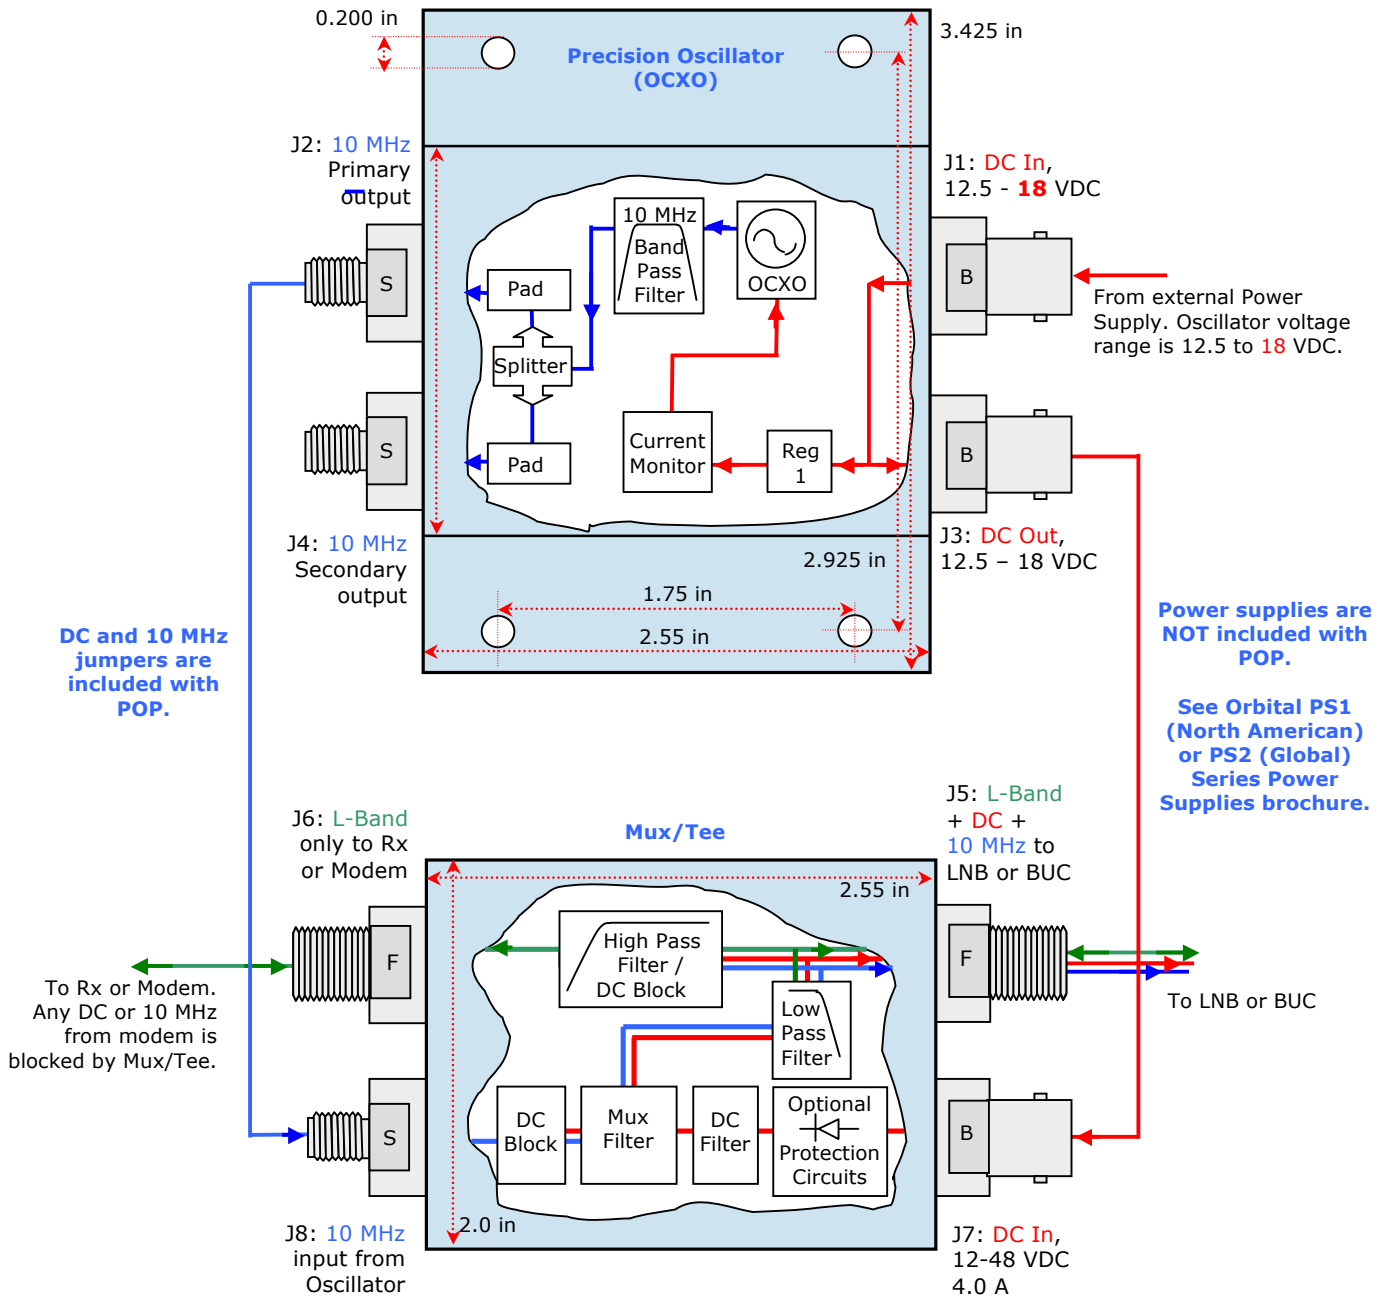 0.200 in
3.425 in
Precision Oscillator
(OCXO)
J2: 10 MHz
Primary
output
J1: DC In,
12.5 - 18 VDC
10 MHz
Band
Pass
Filter
OCXO
S
Pad
B
From external Power
Supply. Oscillator voltage
range is 12.5 to 18 VDC.
Splitter
S
Pad
Current
Monitor
Reg
1
B
J4: 10 MHz
Secondary
output
J3: DC Out,
12.5 – 18 VDC
2.925 in
1.75 in
2.55 in
DC and 10 MHz
jumpers are
included with
POP.
Power supplies are
NOT included with
POP.
See Orbital PS1
(North American)
or PS2 (Global)
Series Power
Supplies brochure.
J6: L-Band
only to Rx
or Modem
Mux/Tee
J5: L-Band
+ DC +
10 MHz to
LNB or BUC
2.55 in
F
High Pass
Filter /
DC Block
F
To Rx or Modem.
Any DC or 10 MHz
from modem is
blocked by Mux/Tee.
Low
Pass
Filter
To LNB or BUC
S
DC
Block
Mux
Filter
DC
Filter
Optional
Protection
Circuits
B
2.0 in
J8: 10 MHz
input from
Oscillator
J7: DC In,
12-48 VDC
4.0 A